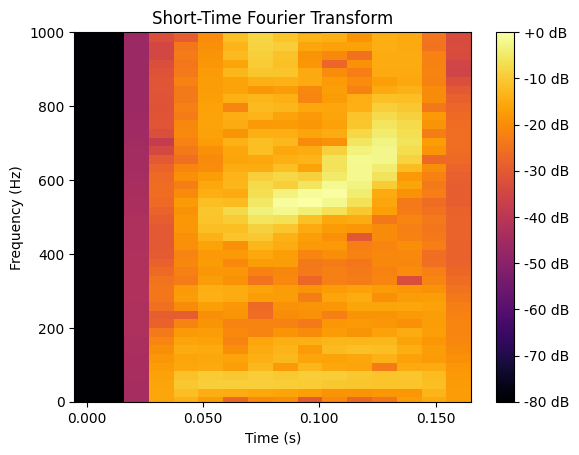 Short-Time Fourier Transform
1000
800
600
400
200
0
Frequency (Hz)
0.000
0.050
0.100
0.150
Time (s)
+0 dB
-10 dB
-20 dB
-30 dB
-40 dB
-50 dB
-60 dB
-70 dB
-80 dB